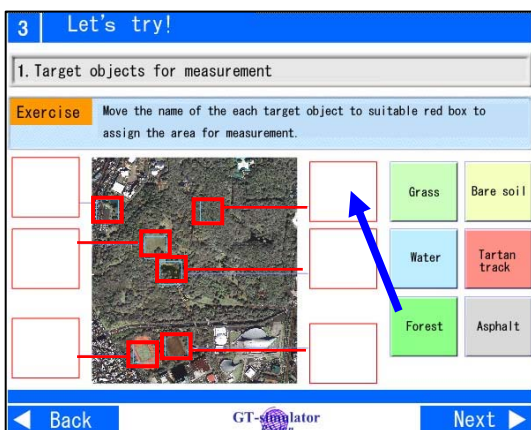 3 Let's try!
1. Target objects for measurement
Exercise Move the name of the each target object to suitable red box to
assign the area for measurement.
Grass Bare soil
Water Tartan
track
Forest Asphalt
Back GT-simulator Next